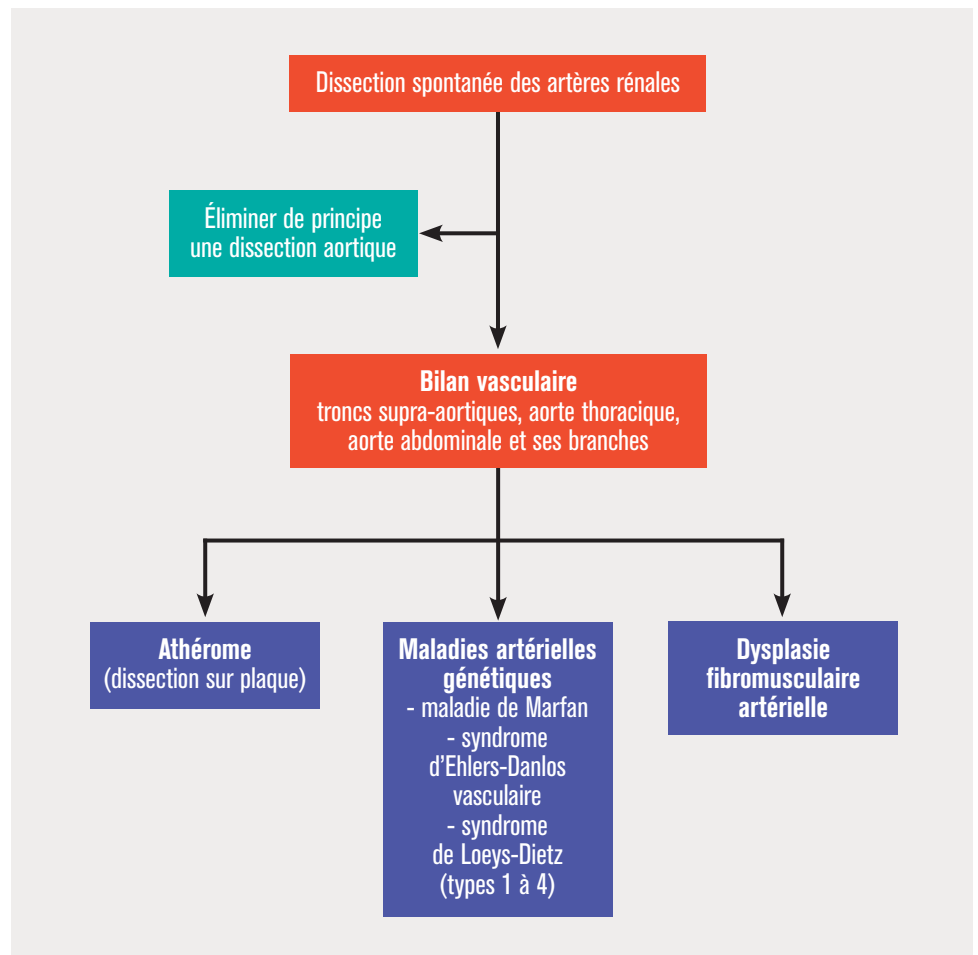 Dissection spontanée des artères rénales
Éliminer de principe
une dissection aortique
Bilan vasculaire
troncs supra-aortiques, aorte thoracique,
aorte abdominale et ses branches
Athérome
(dissection sur plaque)
Maladies artérielles
génétiques
- maladie de Marfan
- syndrome
d’Ehlers-Danlos
vasculaire
- syndrome
de Loeys-Dietz
(types 1 à 4)
Dysplasie
fibromusculaire
artérielle